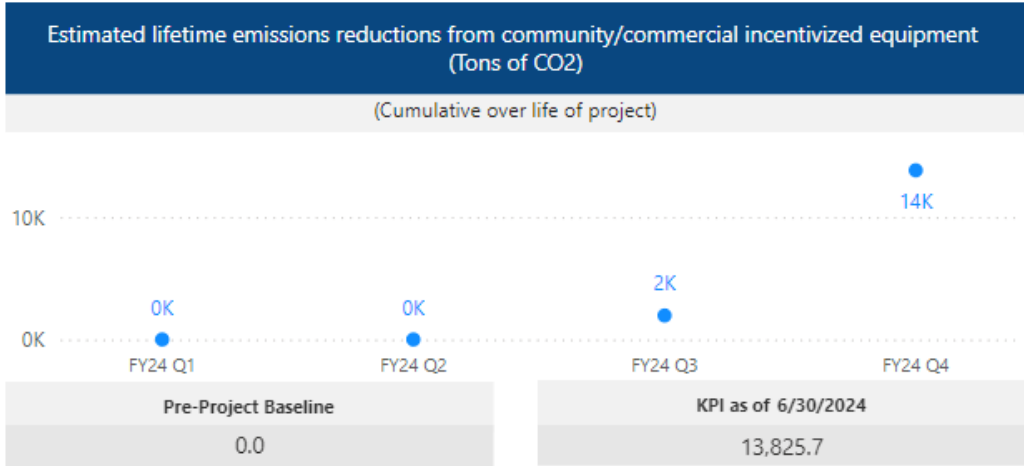 Estimated lifetime emissions reductions from community/commercial incentivized equipment
(Tons of CO2)
(Cumulative over life of project)
14K
10K
2K
0K
0K
0K
FY24 Q1
FY24 Q2
FY24 Q3
FY24 Q4
Pre-Project Baseline
KPI as of 6/30/2024
0.0
13,825.7